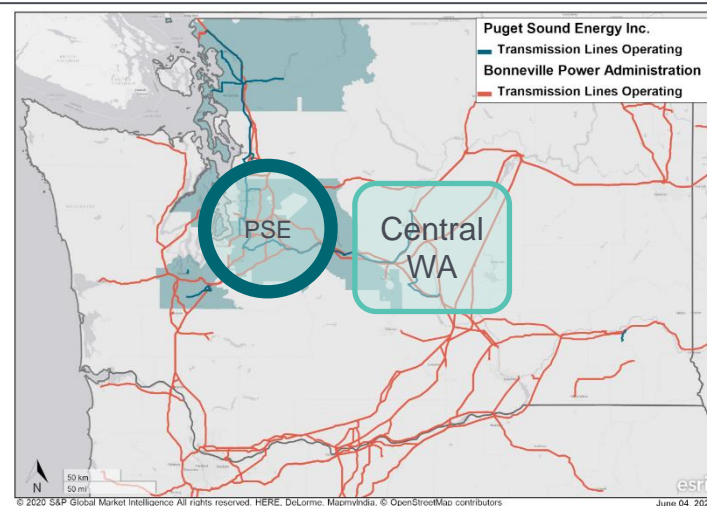 Puget Sound Energy Inc.
Transmission Lines Operating
Bonneville Power Administration
Transmission Lines Operating
PSE
Central
WA
N
50 km
50 mi
esri
© 2020 S&P Global Market Intelligence All rights reserved. HERE, DeLorme, MapmyIndia, © OpenStreetMap contributors
June 04, 202